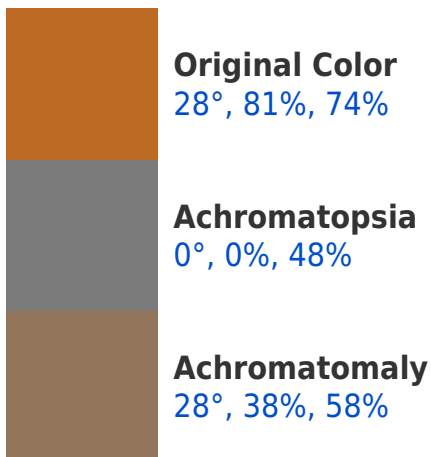 Original Color
28°, 81%, 74%
Achromatopsia
0°, 0%, 48%
Achromatomaly
28°, 38%, 58%